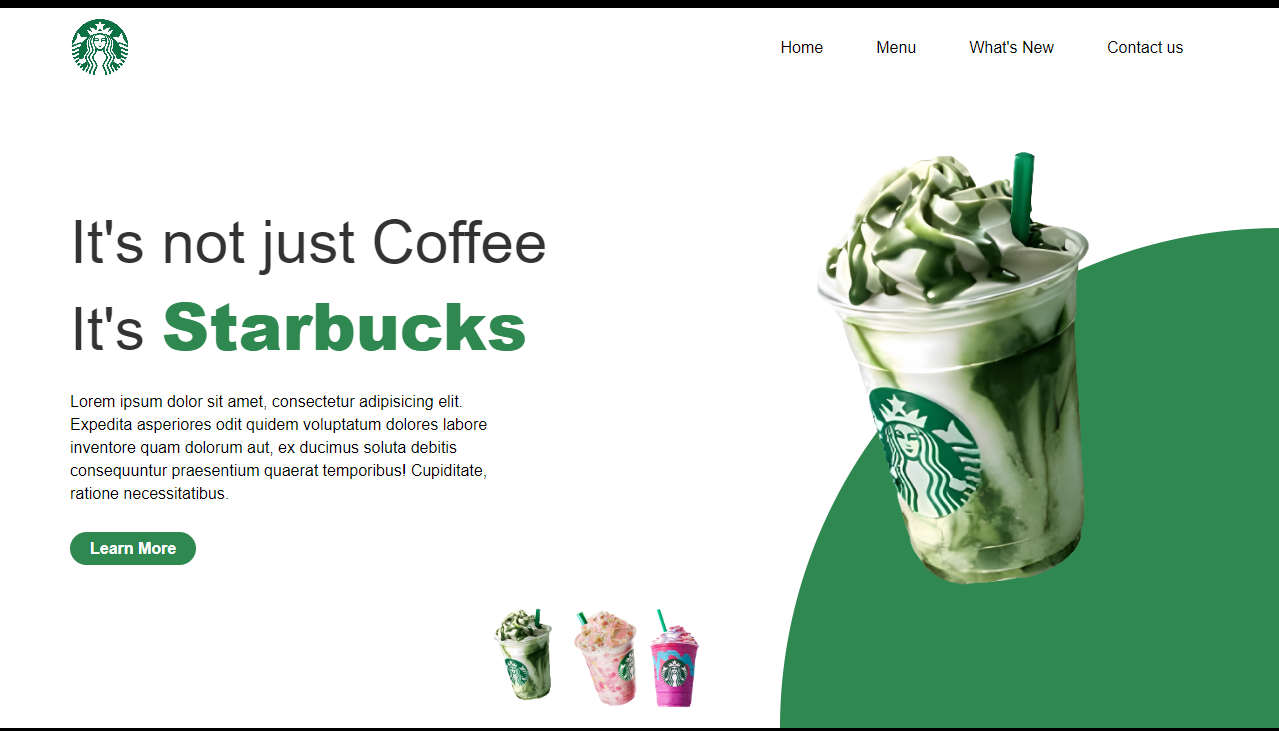 Home Menu What's New Contact us
It's not just Coffee
It's Starbucks
Lorem ipsum dolor sit amet, consectetur adipisicing elit.
Expedita asperiores odit quidem voluptatum dolores labore
inventore quam dolorum aut, ex ducimus soluta debitis
consequuntur praesentium quaerat temporibus! Cupiditate,
ratione necessitatibus.
Learn More